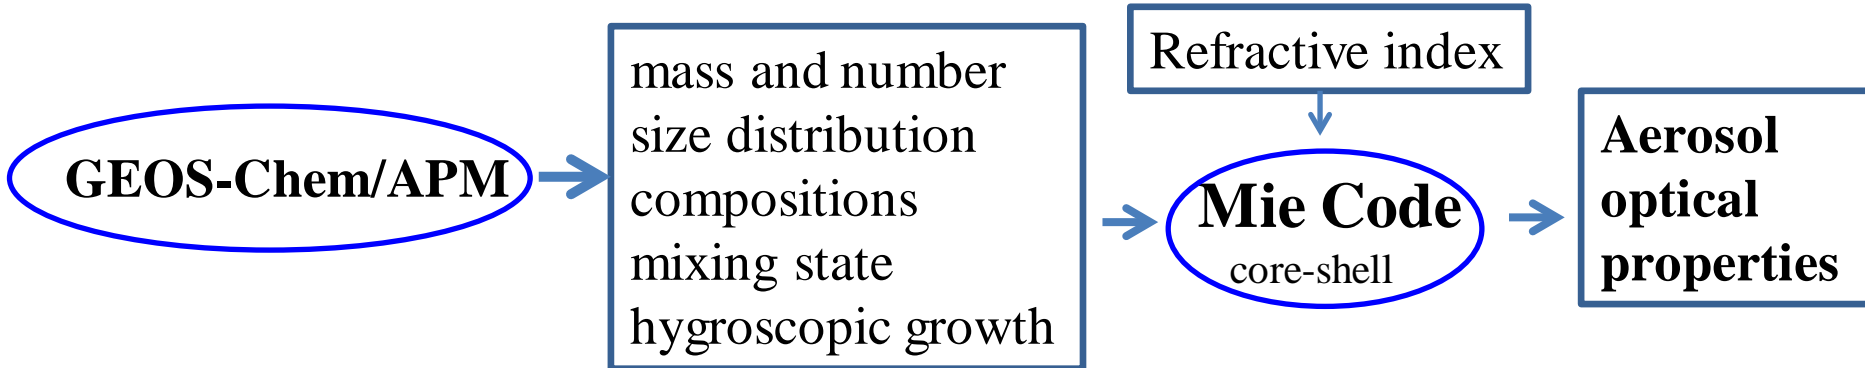 GEOS-Chem/APM
mass and number
size distribution
compositions
mixing state
hygroscopic growth
Refractive index
Mie Code
core-shell
Aerosol
optical
properties